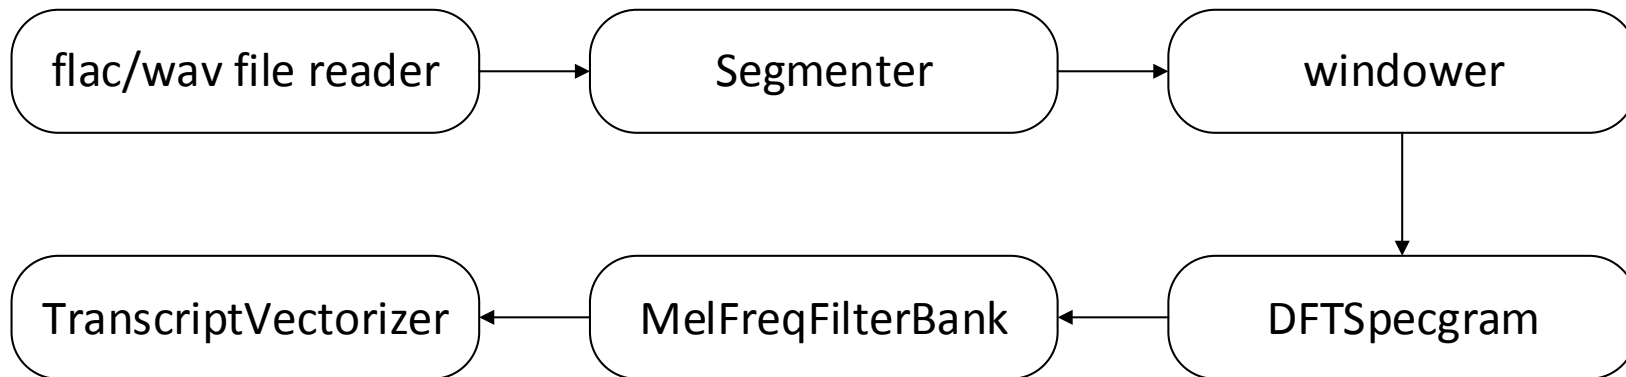 flac/wav file reader
Segmenter
windower
DFTSpecgram
MelFreqFilterBank
TranscriptVectorizer